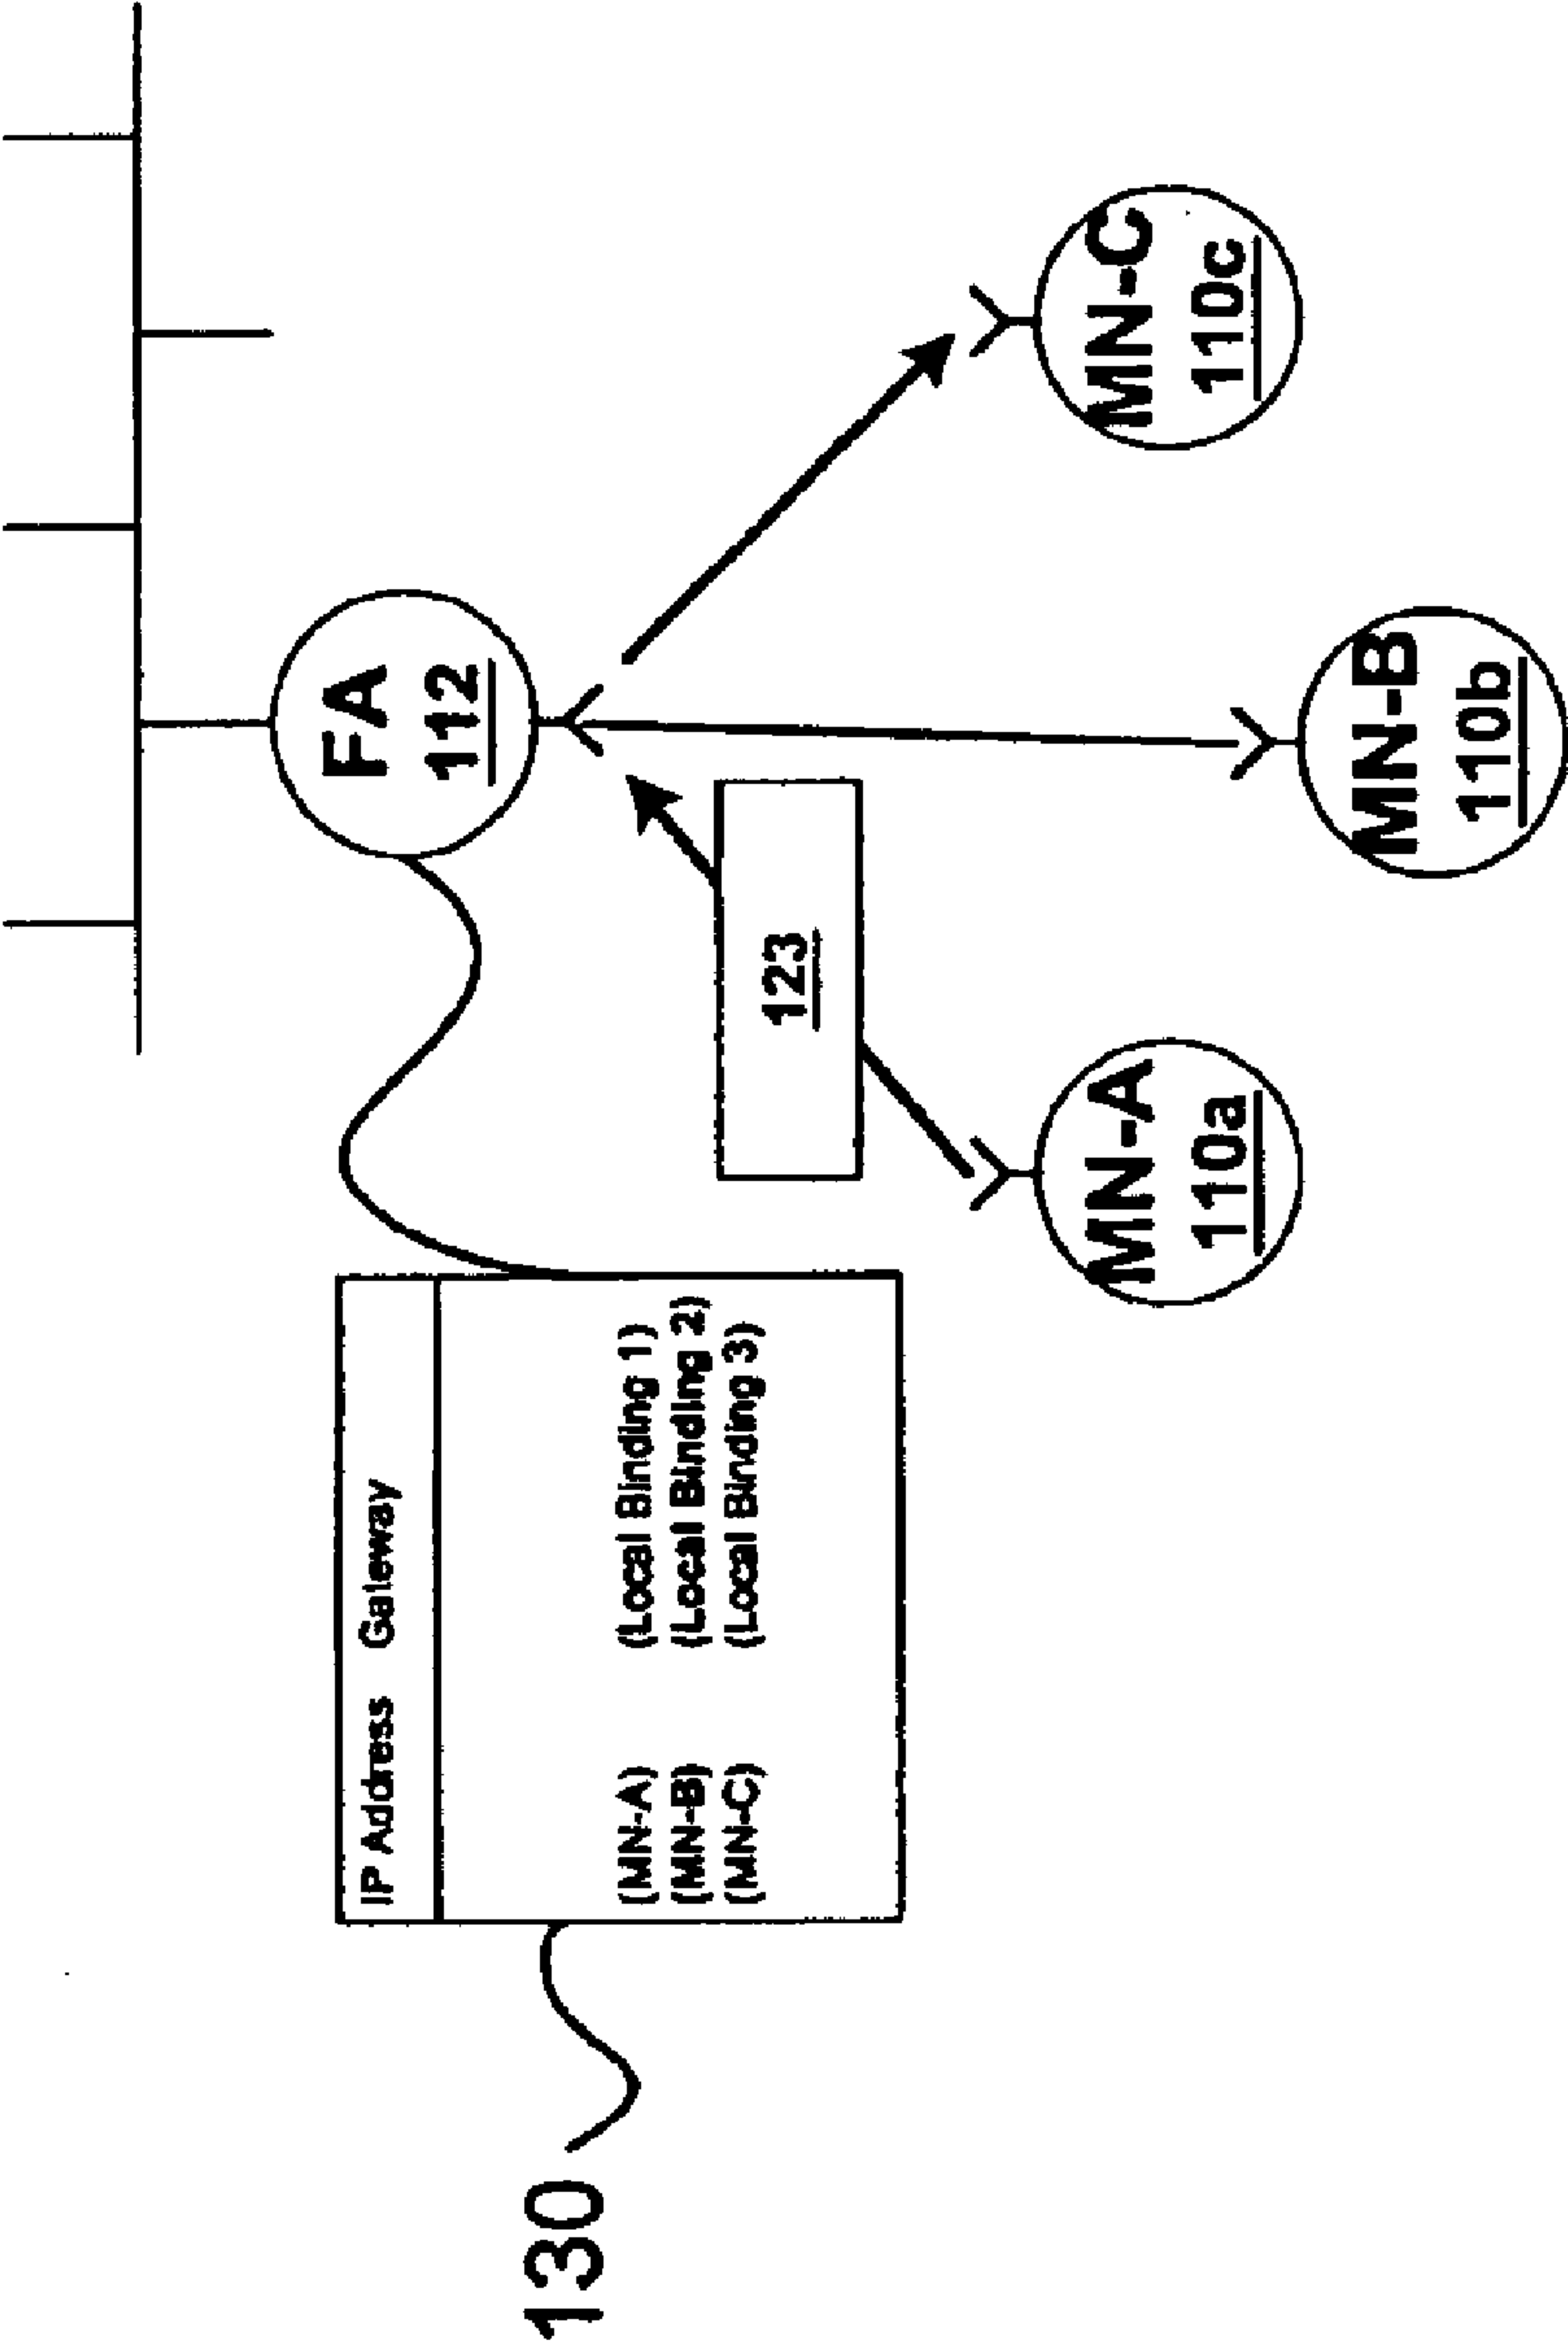 FA
112
123
MN-A
110a
MN-B
110b
MN-C
110c
130
IP Address Gateway
(MN-A) (Local Binding 1)
(MN-B) (Local Binding 2)
(MN-C) (Local Binding 3)